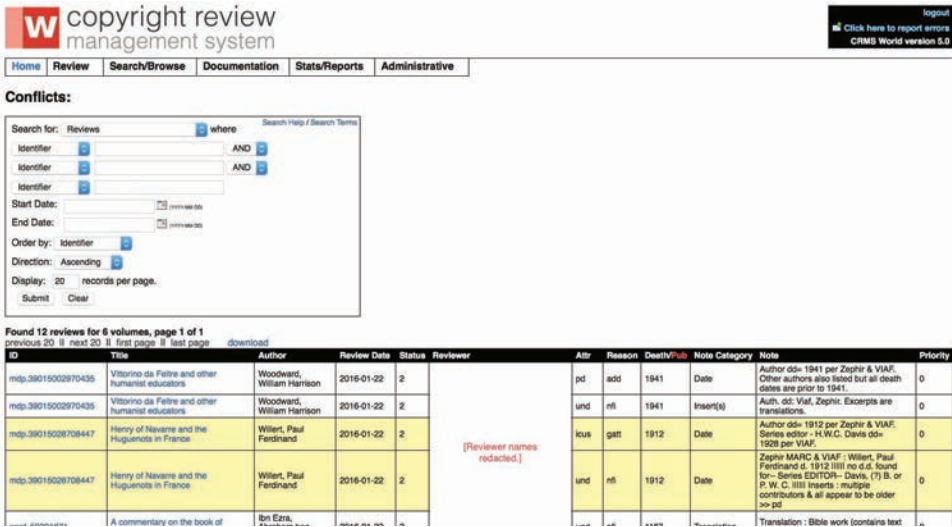 W copyright review
management system
logout
Click here to report errors
CRMS World version 5.0
Home Review Search/Browse Documentation Stats/Reports Administrative
Conflicts:
Search Help / Search Terms
Search for: Reviews where
Identifier AND
Identifier AND
Identifier
Start Date: (YYYY-MM-DD)
End Date: (YYYY-MM-DD)
Order by: Identifier
Direction: Ascending
Display: 20 records per page.
Submit Clear
Found 12 reviews for 6 volumes, page 1 of 1
previous 20 || next 20 || first page || last page download
ID Title Author Review Date Status Reviewer Attr Reason Death/Pub Note Category Note Priority
mdp.39015002970435 Vittorino da Feltre and other humanist educators Woodward, William Harrison 2016-01-22 2 pd add 1941 Date Author dd= 1941 per Zephir & VIAF. Other authors also listed but all death dates are prior to 1941. 0
mdp.39015002970435 Vittorino da Feltre and other humanist educators Woodward, William Harrison 2016-01-22 2 und nfi 1941 Insert(s) Auth. dd: Viaf, Zephir. Excerpts are translations. 0
mdp.39015028708447 Henry of Navarre and the Huguenots in France Willert, Paul Ferdinand 2016-01-22 2 icus gatt 1912 Date Author dd= 1912 per Zephir & VIAF. Series editor - H.W.C. Davis dd= 1928 per VIAF. 0
[Reviewer names redacted.]
mdp.39015028708447 Henry of Navarre and the Huguenots in France Willert, Paul Ferdinand 2016-01-22 2 und nfi 1912 Date Zephir MARC & VIAF : Willert, Paul Ferdinand d. 1912 |||||| no d.d. found for-- Series EDITOR-- Davis, (?) B. or P. W. C. |||||| Inserts : multiple contributors & all appear to be older >> pd 0
A commentary on the book of Ibn Ezra, 2016-01-22 2 und nfi 1167 Translation Translation : Bible work (contains text 0